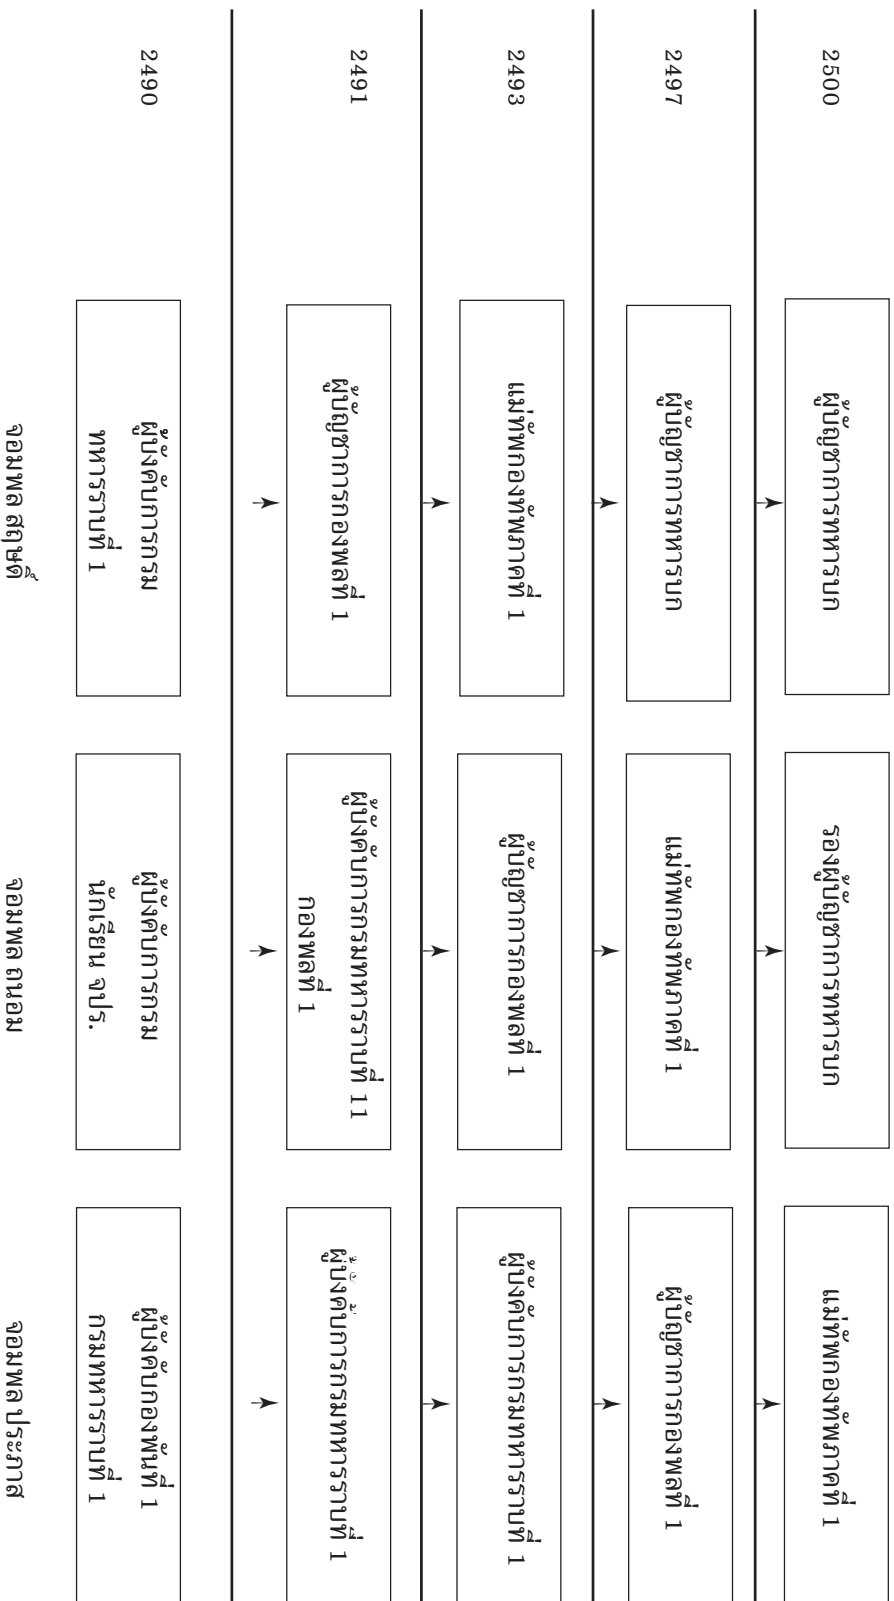 2500
ผู้บัญชาการทหารบก
รองผู้บัญชาการทหารบก
แม่ทัพกองทัพภาคที่ 1
2497
ผู้บัญชาการทหารบก
แม่ทัพกองทัพภาคที่ 1
ผู้บัญชาการกองพลที่ 1
2493
แม่ทัพกองทัพภาคที่ 1
ผู้บัญชาการกองพลที่ 1
ผู้บังคับการกรมทหารราบที่ 1
2491
ผู้บัญชาการกองพลที่ 1
ผู้บังคับการกรมทหารราบที่ 11
กองพลที่ 1
ผู้บังคับการกรมทหารราบที่ 1
2490
ผู้บังคับการกรม
ทหารราบที่ 1
ผู้บังคับการกรม
นักเรียน จปร.
ผู้บังคับกองพันที่ 1
กรมทหารราบที่ 1
จอมพล สฤษดิ์
จอมพล ถนอม
จอมพล ประภาส